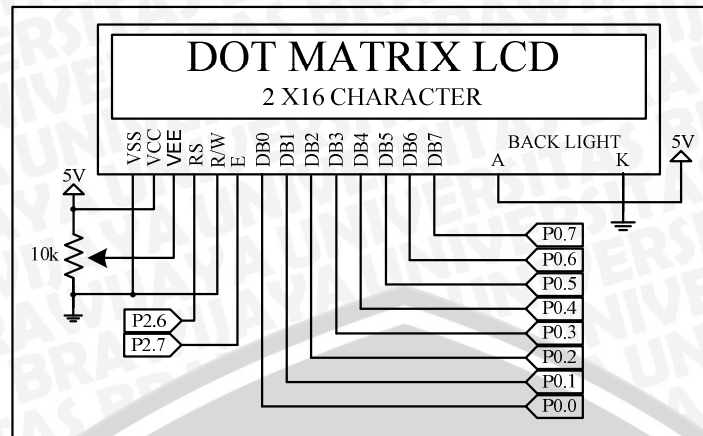 DOT MATRIX LCD
2 X16 CHARACTER
VSS
VCC
VEE
RS
R/W
E
DB0
DB1
DB2
DB3
DB4
DB5
DB6
DB7
BACK LIGHT
A
K
5V
5V
10k
P0.7
P0.6
P0.5
P0.4
P0.3
P0.2
P0.1
P0.0
P2.6
P2.7